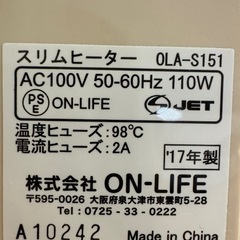 スリムヒーター OLA-S151
AC100V 50-60Hz 110W
PS E ON-LIFE JET
温度ヒューズ：98℃
電流ヒューズ：2A
'17年製
株式会社 ON-LIFE
〒595-0026 大阪府泉大津市東雲町5-28
Tel 0725-33-0222
A10242 Made in China